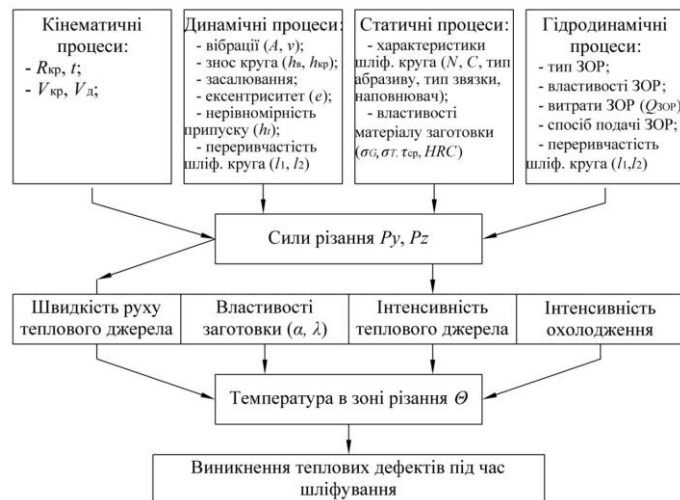 Кінематичні
процеси:
- Rкр, t;
- Vкр, Vд;
Динамічні процеси:
- вібрації (A, ν);
- знос круга (hв, hкр);
- засалювання;
- ексентриситет (e);
- нерівномірність
припуску (ht);
- переривчастість
шліф. круга (l1, l2)
Статичні процеси:
- характеристики
шліф. круга (N, C, тип
абразиву, тип звязки,
наповнювач);
- властивості
матеріалу заготовки
(σG, σT, τср, HRC)
Гідродинамічні
процеси:
- тип ЗОР;
- властивості ЗОР;
- витрати ЗОР (QЗОР)
- спосіб подачі ЗОР;
- переривчастість
шліф. круга (l1,l2)
Сили різання Py, Pz
Швидкість руху
теплового джерела
Властивості
заготовки (α, λ)
Інтенсивність
теплового джерела
Інтенсивність
охолодження
Температура в зоні різання Θ
Виникнення теплових дефектів під час
шліфування